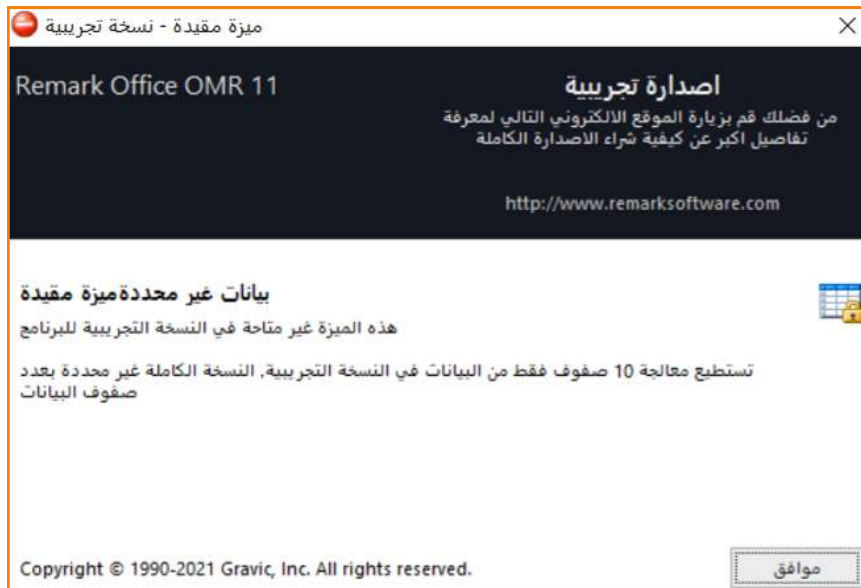 ميزة مقيدة - نسخة تجريبية
Remark Office OMR 11
اصدارة تجريبية
من فضلك قم بزيارة الموقع الالكتروني التالي لمعرفة
تفاصيل اكبر عن كيفية شراء الاصدارة الكاملة
http://www.remarksoftware.com
بيانات غير محددةميزة مقيدة
هذه الميزة غير متاحة في النسخة التجريبية للبرنامج
تستطيع معالجة 10 صفوف فقط من البيانات في النسخة التجريبية, النسخة الكاملة غير محددة بعدد
صفوف البيانات
Copyright © 1990-2021 Gravic, Inc. All rights reserved.
موافق